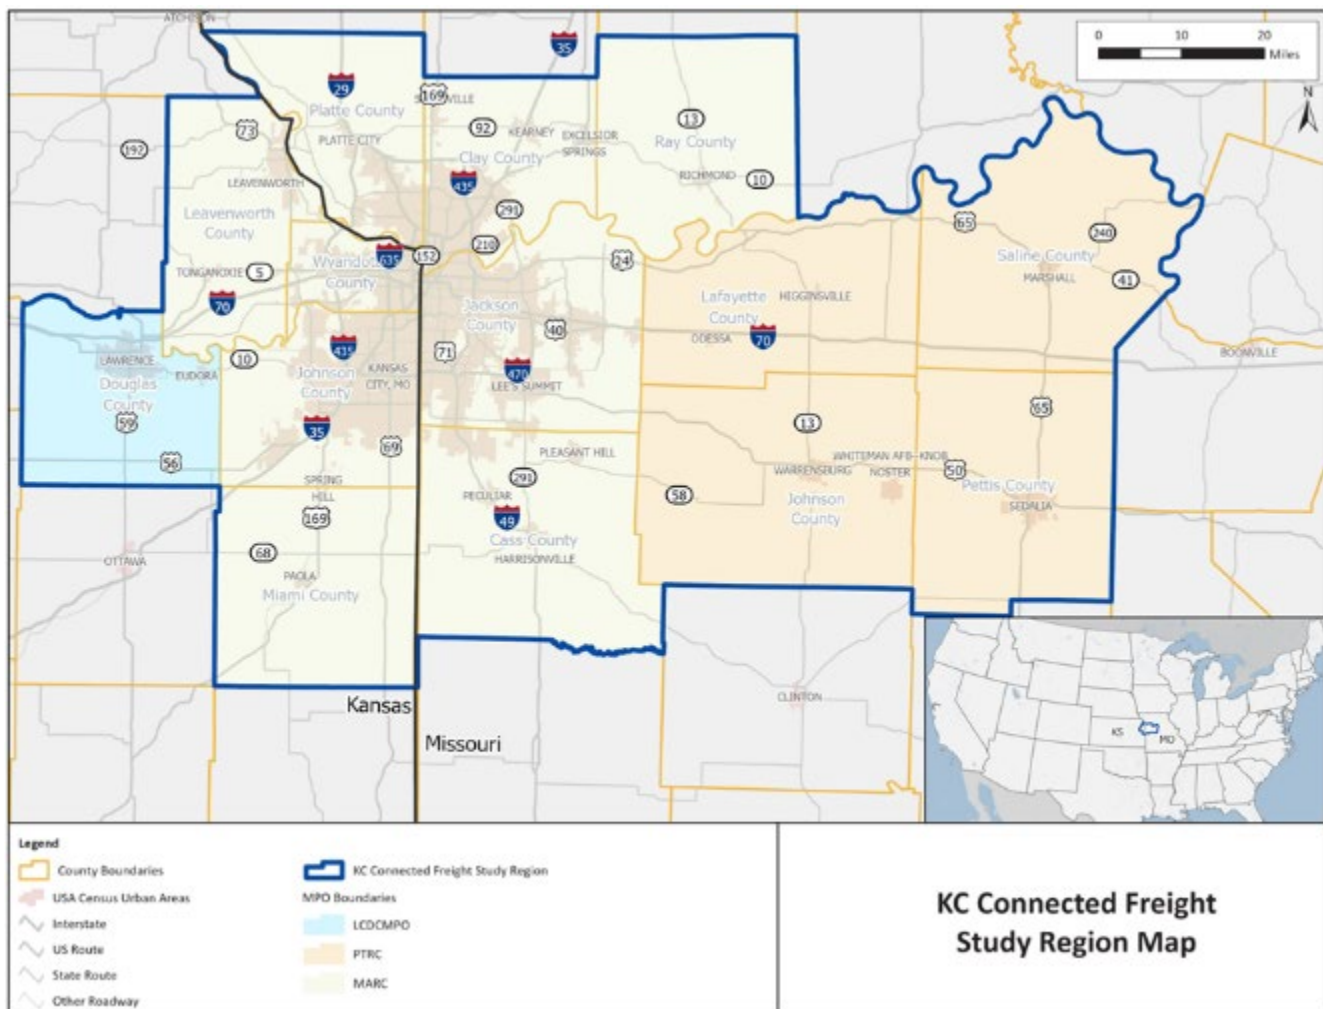 ATCHISON
0 10 20
Miles
N
35
29
Platte County
169
73
92
KEARNEY
13
192
PLATTE CITY
Clay County
EXCELSIOR
SPRINGS
Ray County
LEAVENWORTH
435
RICHMOND
10
Leavenworth
County
291
65
240
210
152
635
Wyandotte
County
24
Saline County
TONGANOXIE
5
MARSHALL
41
70
Jackson
County
Lafayette
County
HIGGINSVILLE
40
70
ODESSA
BOONVILLE
LAWRENCE
10
435
71
EUDORA
Johnson
County
KANSAS
CITY, MO
470
LEE'S SUMMIT
Douglas
County
59
35
13
65
56
69
PLEASANT HILL
WHITEMAN AFB--KNOB
NOSTER
WARRENSBURG
50
Pettis County
SPRING
HILL
291
PECULIAR
58
Johnson
County
SEDALIA
169
49
Cass County
HARRISONVILLE
68
OTTAWA
PAOLA
Miami County
Kansas
Missouri
CLINTON
KS
MO
Legend
County Boundaries
USA Census Urban Areas
Interstate
US Route
State Route
Other Roadway
KC Connected Freight Study Region
MPO Boundaries
LCDCMPO
PTRC
MARC
KC Connected Freight
Study Region Map